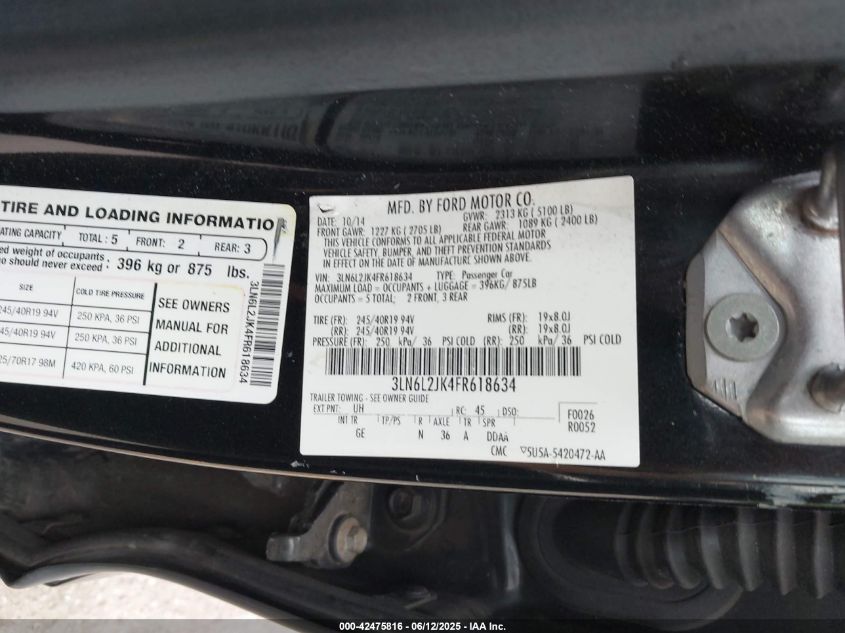 TIRE AND LOADING INFORMATION
ATING CAPACITY TOTAL: 5 FRONT: 2 REAR: 3
ed weight of occupants
o should never exceed: 396 kg or 875 lbs.
SIZE COLD TIRE PRESSURE
245/40R19 94V 250 KPA, 36 PSI
45/40R19 94V 250 KPA, 36 PSI
25/70R17 98M 420 KPA, 60 PSI
SEE OWNERS
MANUAL FOR
ADDITIONAL
INFORMATION
3LN6L2JK4FR618634
MFD. BY FORD MOTOR CO.
DATE: 10/14 GVWR: 2313 KG ( 5100 LB)
FRONT GAWR: 1227 KG ( 2705 LB) REAR GAWR: 1089 KG ( 2400 LB)
THIS VEHICLE CONFORMS TO ALL APPLICABLE FEDERAL MOTOR
VEHICLE SAFETY, BUMPER, AND THEFT PREVENTION STANDARDS
IN EFFECT ON THE DATE OF MANUFACTURE SHOWN ABOVE.
VIN: 3LN6L2JK4FR618634 TYPE: Passenger Car
MAXIMUM LOAD = OCCUPANTS + LUGGAGE = 396KG/ 875LB
OCCUPANTS = 5 TOTAL; 2 FRONT, 3 REAR
TIRE (FR): 245/40R19 94V RIMS (FR): 19x8.0J
(RR): 245/40R19 94V (RR): 19x8.0J
PRESSURE (FR): 250 kPa/ 36 PSI COLD (RR): 250 kPa/ 36 PSI COLD
3LN6L2JK4FR618634
TRAILER TOWING - SEE OWNER GUIDE
EXT PNT: UH RC: 45 DSO: F0026
INT TR TP/PS R AXLE TR SPR R0052
GE N 36 A DDAA
CMC 5U5A-5420472-AA
000-42475816 - 06/12/2025 - IAA Inc.